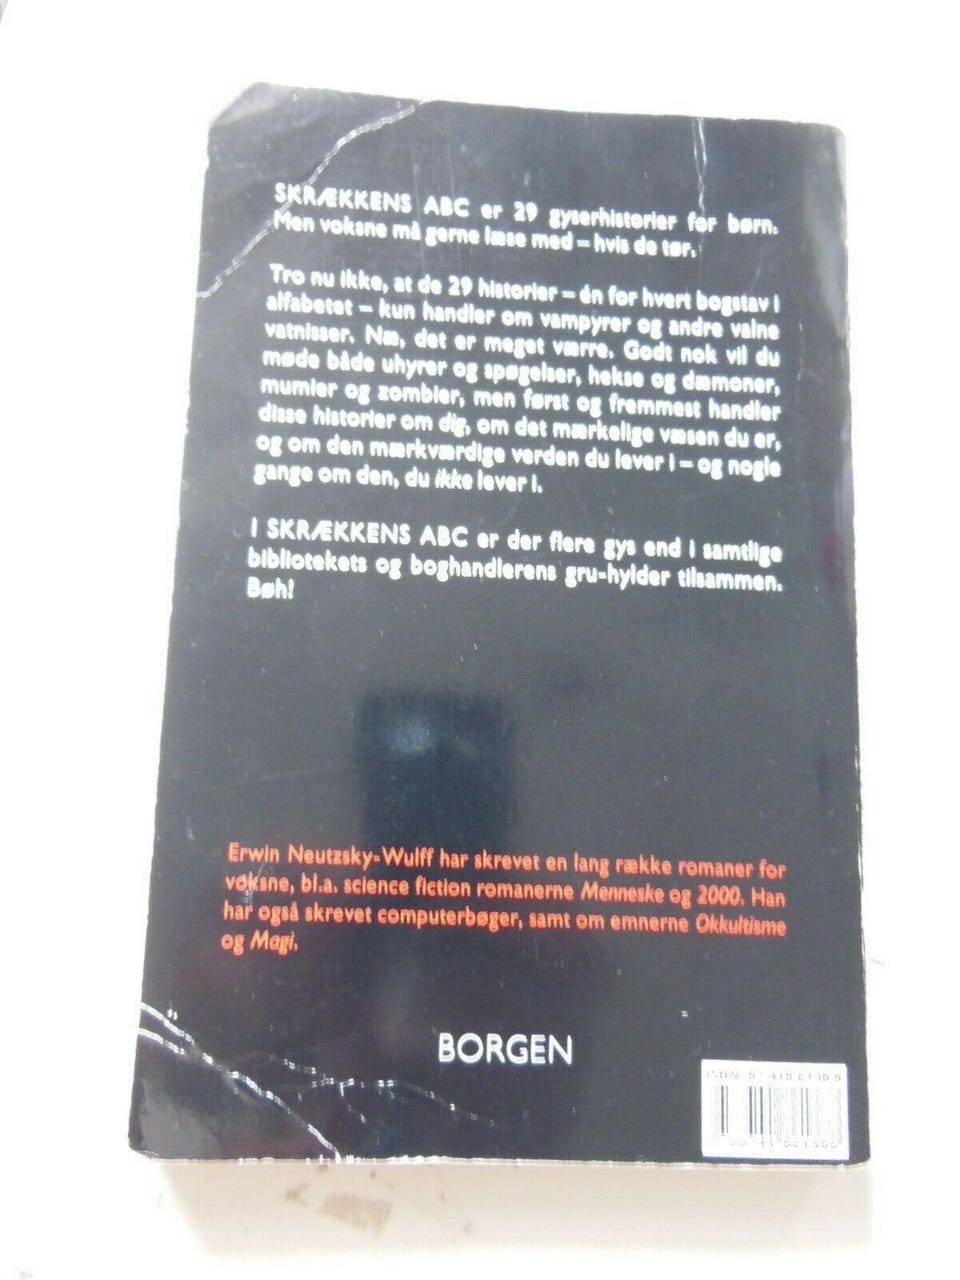 SKRÆKKENS ABC er 29 gyserhistorier for børn.
Men voksne må gerne læse med – hvis de tør.
Tro nu ikke, at de 29 historier – én for hvert bogstav i
alfabetet – kun handler om vampyrer og andre valne
vatnisser. Næ, det er meget værre. Godt nok vil du
møde både uhyrer og spøgelser, hekse og dæmoner,
mumier og zombier, men først og fremmest handler
disse historier om dig, om det mærkelige væsen du er,
og om den mærkværdige verden du lever i – og nogle
gange om den, du ikke lever i.
I SKRÆKKENS ABC er der flere gys end i samtlige
bibliotekets og boghandlerens gru-hylder tilsammen.
Bøh!
Erwin Neutzsky-Wulff har skrevet en lang række romaner for
voksne, bl.a. science fiction romanerne Menneske og 2000. Han
har også skrevet computerbøger, samt om emnerne Okkultisme
og Magi.
BORGEN
ISBN